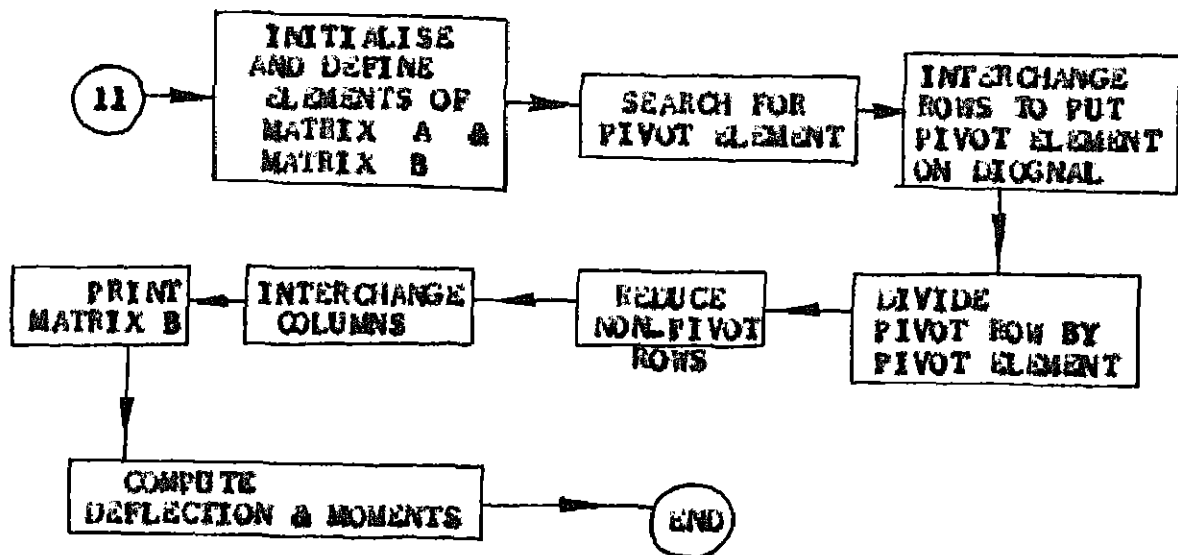 11
INITIALISE
AND DEFINE
ELEMENTS OF
MATRIX A &
MATRIX B
SEARCH FOR
PIVOT ELEMENT
INTERCHANGE
ROWS TO PUT
PIVOT ELEMENT
ON DIOGNAL
DIVIDE
PIVOT ROW BY
PIVOT ELEMENT
REDUCE
NON-PIVOT
ROWS
INTERCHANGE
COLUMNS
PRINT
MATRIX B
COMPUTE
DEFLECTION & MOMENTS
END